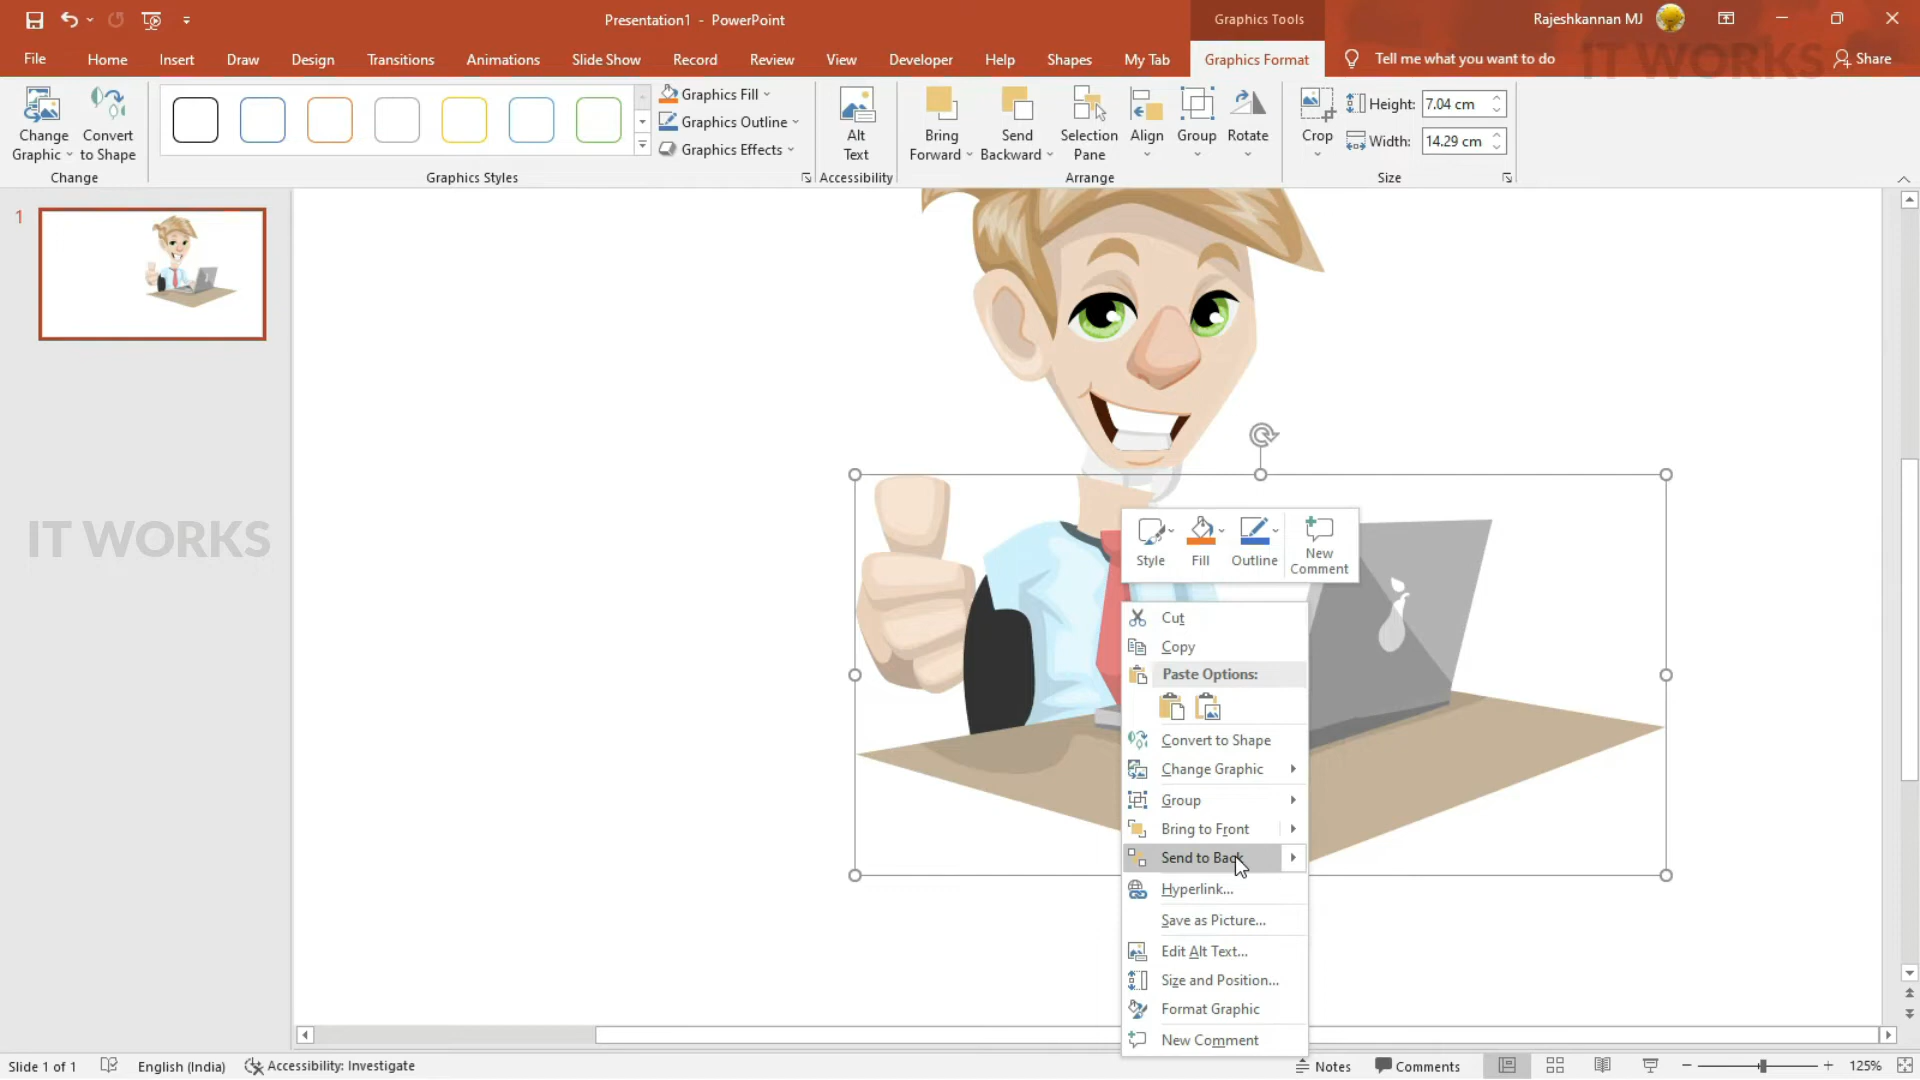 Presentation1 - PowerPoint
Graphics Tools
Rajeshkannan MJ
File Home Insert Draw Design Transitions Animations Slide Show Record Review View Developer Help Shapes My Tab Graphics Format Tell me what you want to do Share
IT WORKS
Change Graphic
Convert to Shape
Change
Graphics Fill
Graphics Outline
Graphics Effects
Graphics Styles
Alt Text
Accessibility
Bring Forward
Send Backward
Selection Pane
Align
Group
Rotate
Arrange
Crop
Height: 7.04 cm
Width: 14.29 cm
Size
1
IT WORKS
Style Fill Outline New Comment
Cut
Copy
Paste Options:
Convert to Shape
Change Graphic
Group
Bring to Front
Send to Back
Hyperlink...
Save as Picture...
Edit Alt Text...
Size and Position...
Format Graphic
New Comment
Slide 1 of 1 English (India) Accessibility: Investigate Notes Comments 125%